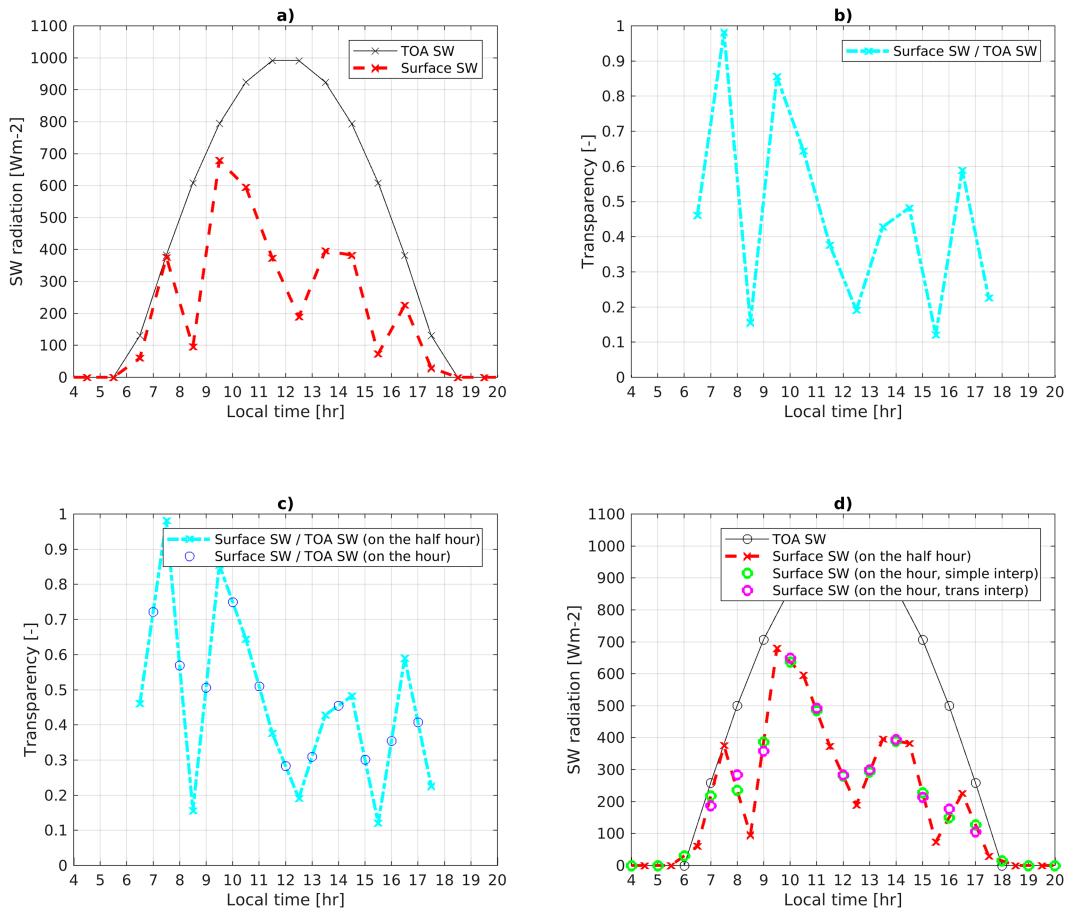 a)
1100
1000
900
800
700
600
500
400
300
200
100
0
SW radiation [Wm-2]
TOA SW
Surface SW
4 5 6 7 8 9 10 11 12 13 14 15 16 17 18 19 20
Local time [hr]
b)
1
0.9
0.8
0.7
0.6
0.5
0.4
0.3
0.2
0.1
0
Transparency [-]
Surface SW / TOA SW
4 5 6 7 8 9 10 11 12 13 14 15 16 17 18 19 20
Local time [hr]
c)
1
0.9
0.8
0.7
0.6
0.5
0.4
0.3
0.2
0.1
0
Transparency [-]
Surface SW / TOA SW (on the half hour)
Surface SW / TOA SW (on the hour)
4 5 6 7 8 9 10 11 12 13 14 15 16 17 18 19 20
Local time [hr]
d)
1100
1000
900
800
700
600
500
400
300
200
100
0
SW radiation [Wm-2]
TOA SW
Surface SW (on the half hour)
Surface SW (on the hour, simple interp)
Surface SW (on the hour, trans interp)
4 5 6 7 8 9 10 11 12 13 14 15 16 17 18 19 20
Local time [hr]